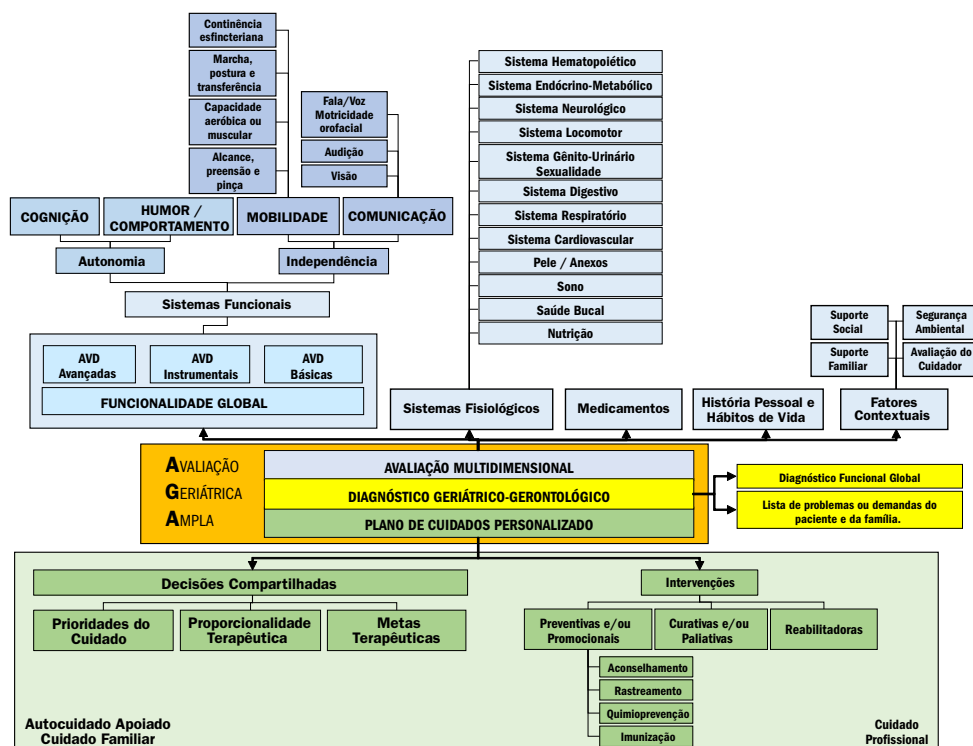 Continência
esfincteriana
Marcha,
postura e
transferência
Capacidade
aeróbica ou
muscular
Alcance,
preensão e
pinça
Fala/Voz
Motricidade
orofacial
Audição
Visão
COGNIÇÃO
HUMOR /
COMPORTAMENTO
MOBILIDADE
COMUNICAÇÃO
Autonomia
Independência
Sistemas Funcionais
AVD
Avançadas
AVD
Instrumentais
AVD
Básicas
FUNCIONALIDADE GLOBAL
Sistema Hematopoiético
Sistema Endócrino-Metabólico
Sistema Neurológico
Sistema Locomotor
Sistema Gênito-Urinário
Sexualidade
Sistema Digestivo
Sistema Respiratório
Sistema Cardiovascular
Pele / Anexos
Sono
Saúde Bucal
Nutrição
Sistemas Fisiológicos
Medicamentos
História Pessoal e
Hábitos de Vida
Suporte
Social
Segurança
Ambiental
Suporte
Familiar
Avaliação do
Cuidador
Fatores
Contextuais
AVALIAÇÃO
GERIÁTRICA
AMPLA
AVALIAÇÃO MULTIDIMENSIONAL
DIAGNÓSTICO GERIÁTRICO-GERONTOLÓGICO
PLANO DE CUIDADOS PERSONALIZADO
Diagnóstico Funcional Global
Lista de problemas ou demandas do
paciente e da família.
Decisões Compartilhadas
Prioridades do
Cuidado
Proporcionalidade
Terapêutica
Metas
Terapêuticas
Intervenções
Preventivas e/ou
Promocionais
Curativas e/ou
Paliativas
Reabilitadoras
Aconselhamento
Rastreamento
Quimioprevenção
Imunização
Autocuidado Apoiado
Cuidado Familiar
Cuidado
Profissional